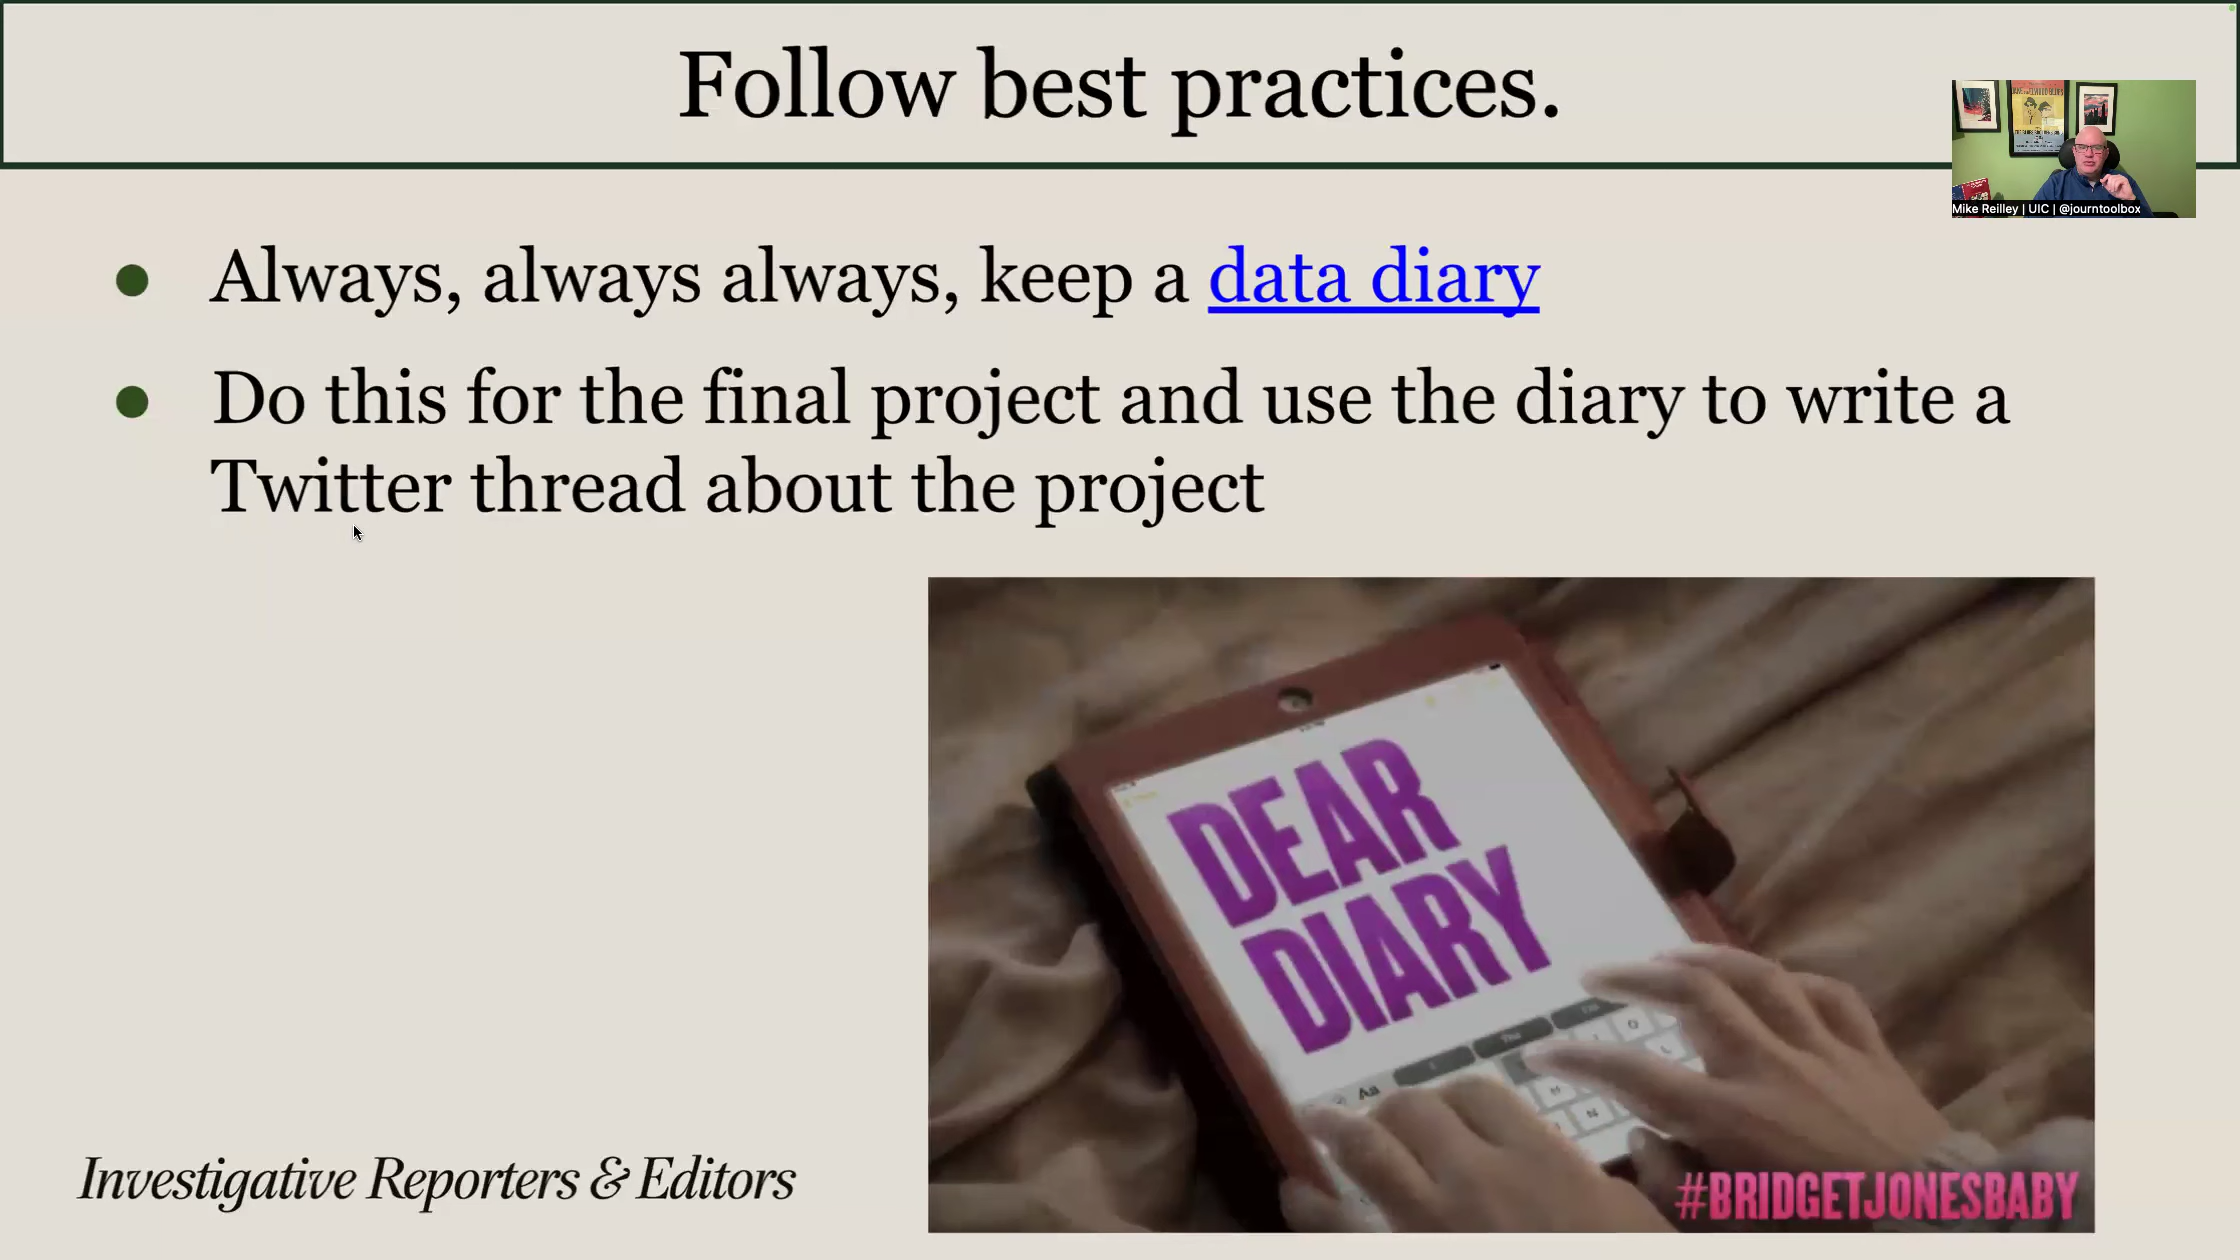 Follow best practices.
Mike Reilley | UIC | @journtoolbox
Always, always always, keep a data diary
Do this for the final project and use the diary to write a
Twitter thread about the project
DEAR
DIARY
Aa
#BRIDGETJONESBABY
Investigative Reporters & Editors